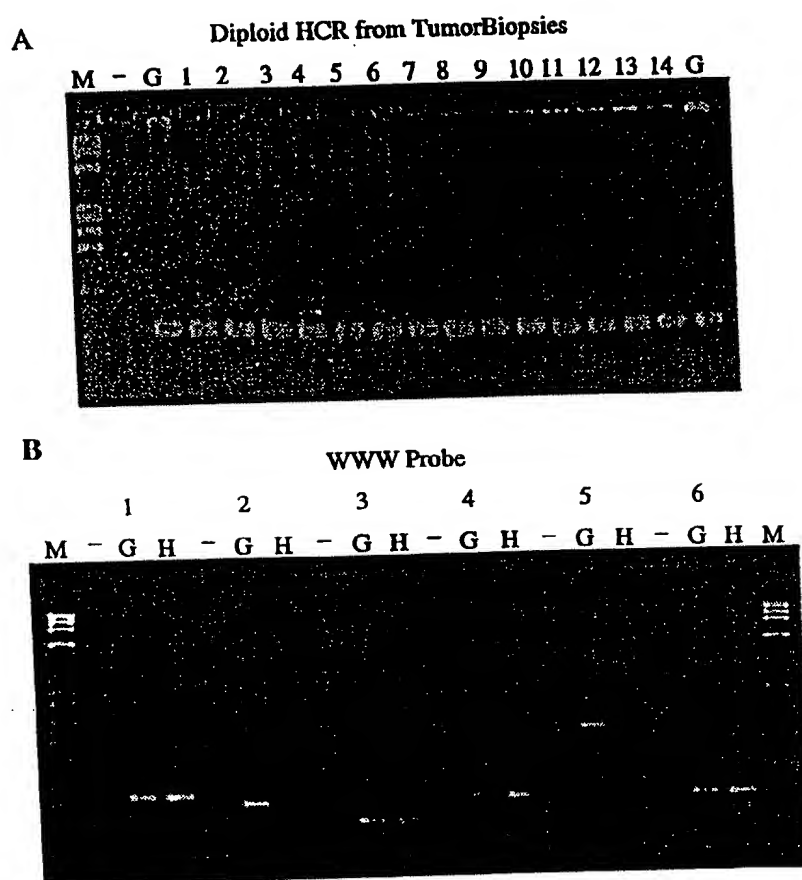 A
Diploid HCR from TumorBiopsies
M – G 1 2 3 4 5 6 7 8 9 10 11 12 13 14 G
B
WWW Probe
1 2 3 4 5 6
M – G H – G H – G H – G H – G H – G H M